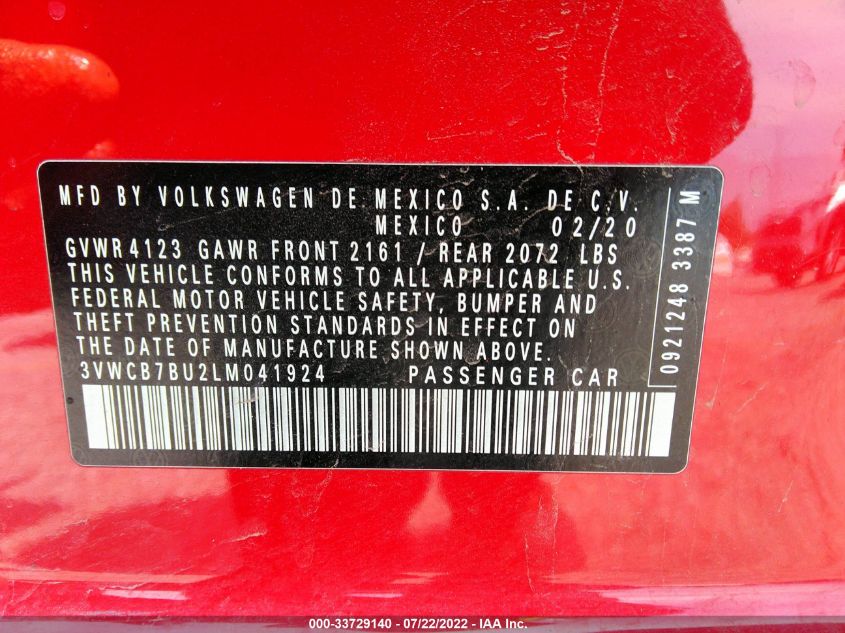 MFD BY VOLKSWAGEN DE MEXICO S.A. DE C.V.
MEXICO 02/20
GVWR 4123 GAWR FRONT 2161 / REAR 2072 LBS
THIS VEHICLE CONFORMS TO ALL APPLICABLE U.S.
FEDERAL MOTOR VEHICLE SAFETY, BUMPER AND
THEFT PREVENTION STANDARDS IN EFFECT ON
THE DATE OF MANUFACTURE SHOWN ABOVE.
3VWCB7BU2LM041924 PASSENGER CAR
0921248 3387 M
000-33729140 - 07/22/2022 - IAA Inc.